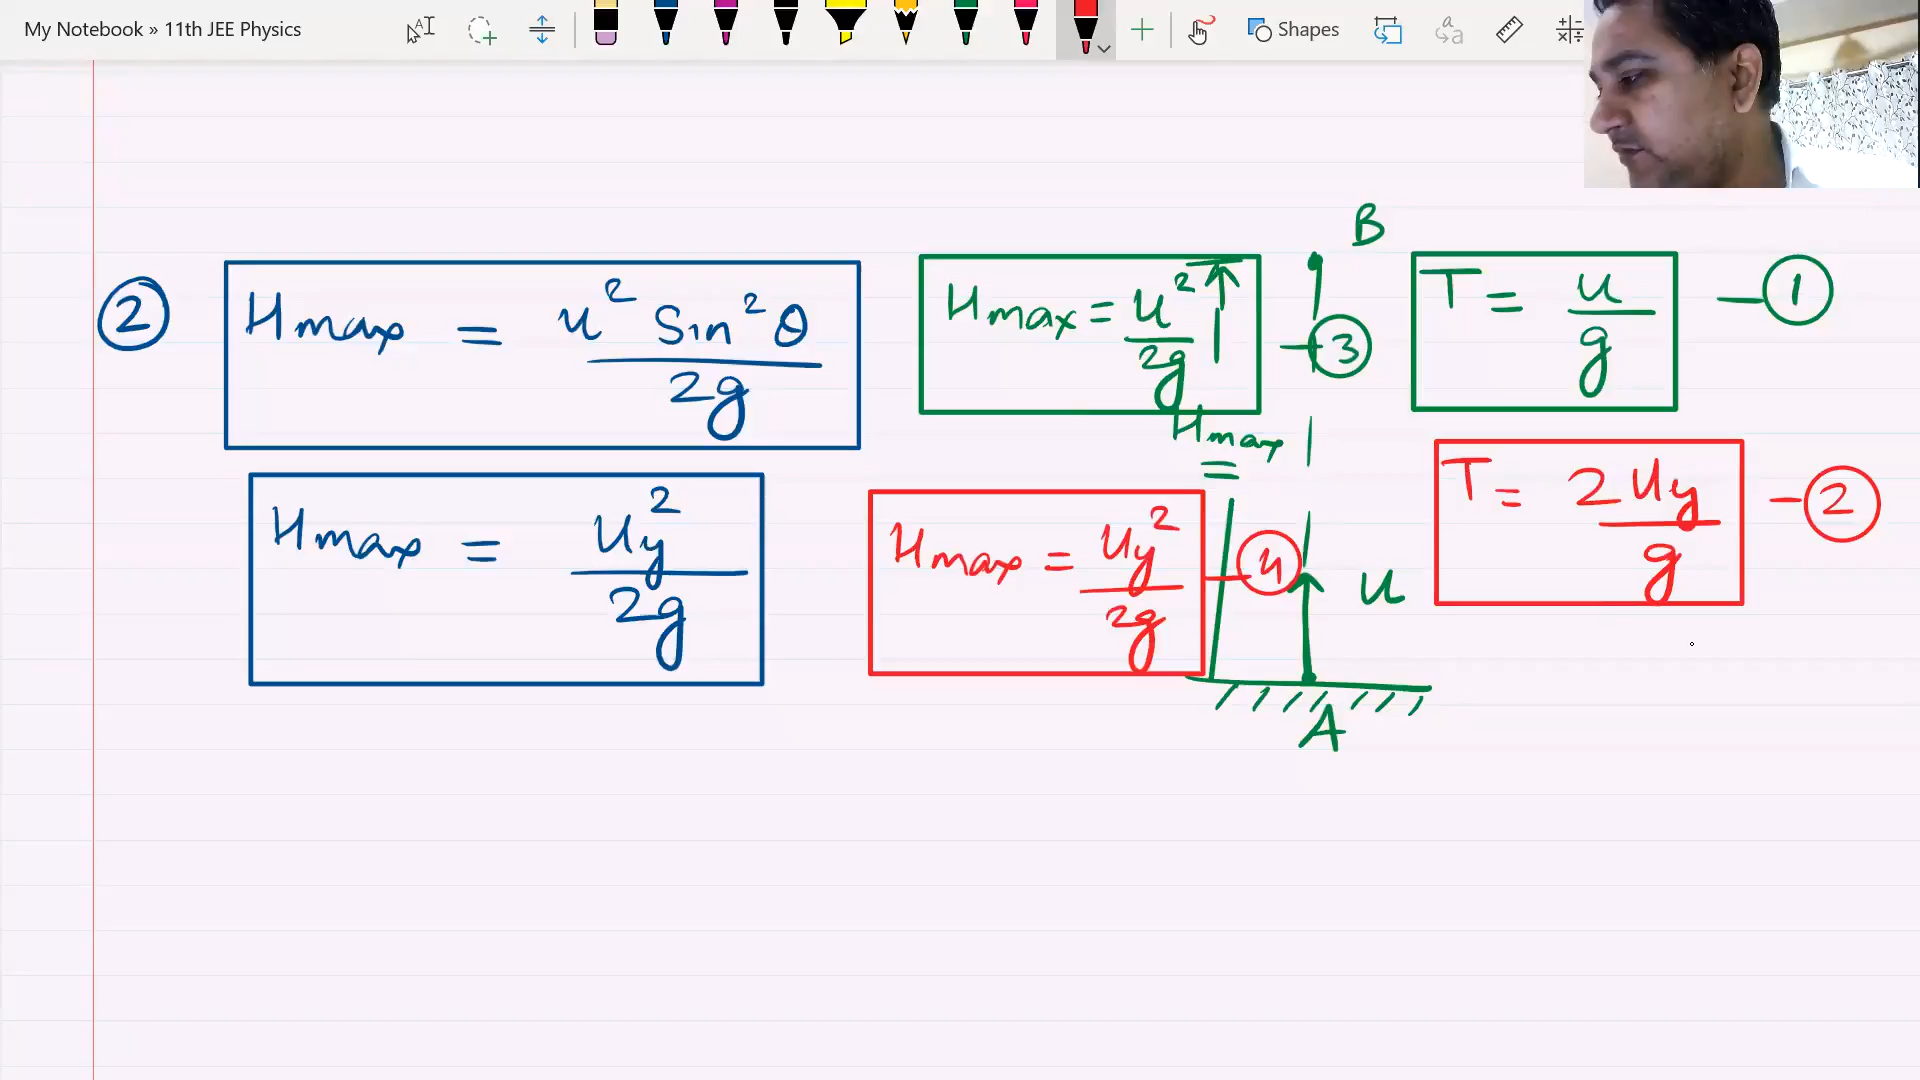 My Notebook » 11th JEE Physics
Shapes
② Hmax = u² Sin²θ / 2g
Hmax = u² / 2g — ③
B
T = u / g — ①
Hmax =
Hmax = uy² / 2g
Hmax = uy² / 2g — ④
u
T = 2uy / g — ②
A